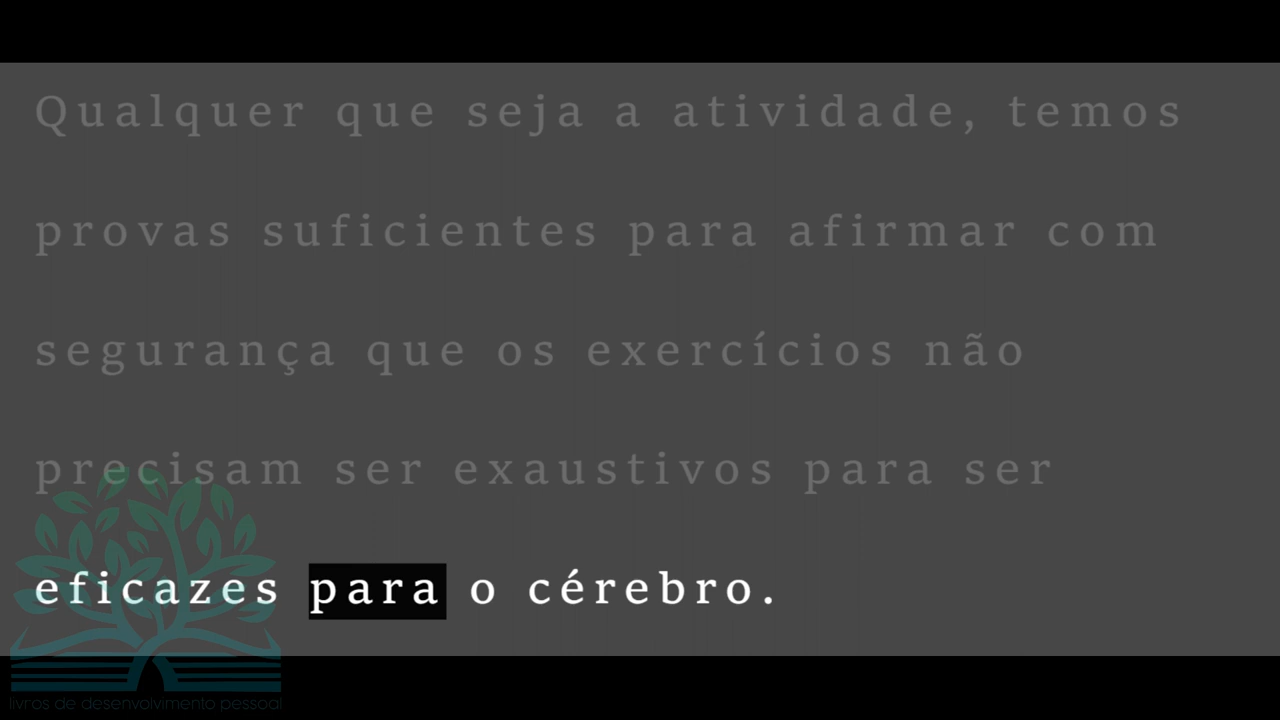 Qualquer que seja a atividade, temos
provas suficientes para afirmar com
segurança que os exercícios não
precisam ser exaustivos para ser
eficazes para o cérebro.
livros de desenvolvimento pessoal